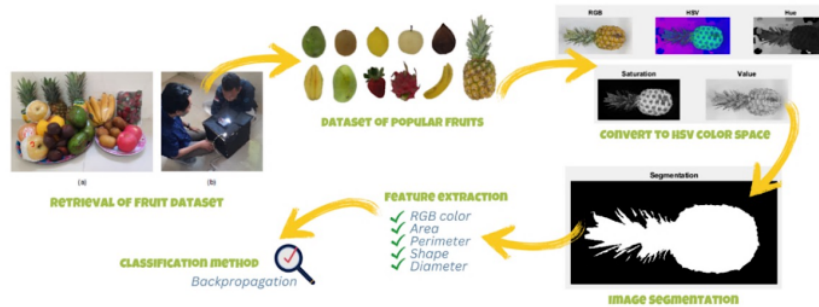 RGB
HSV
Hue
Saturation
Value
CONVERT TO HSV COLOR SPACE
DATASET OF POPULAR FRUITS
(a)
(b)
RETRIEVAL OF FRUIT DATASET
Segmentation
IMAGE SEGMENTATION
FEATURE EXTRACTION
RGB color
Area
Perimeter
Shape
Diameter
CLASSIFICATION METHOD
Backpropagation